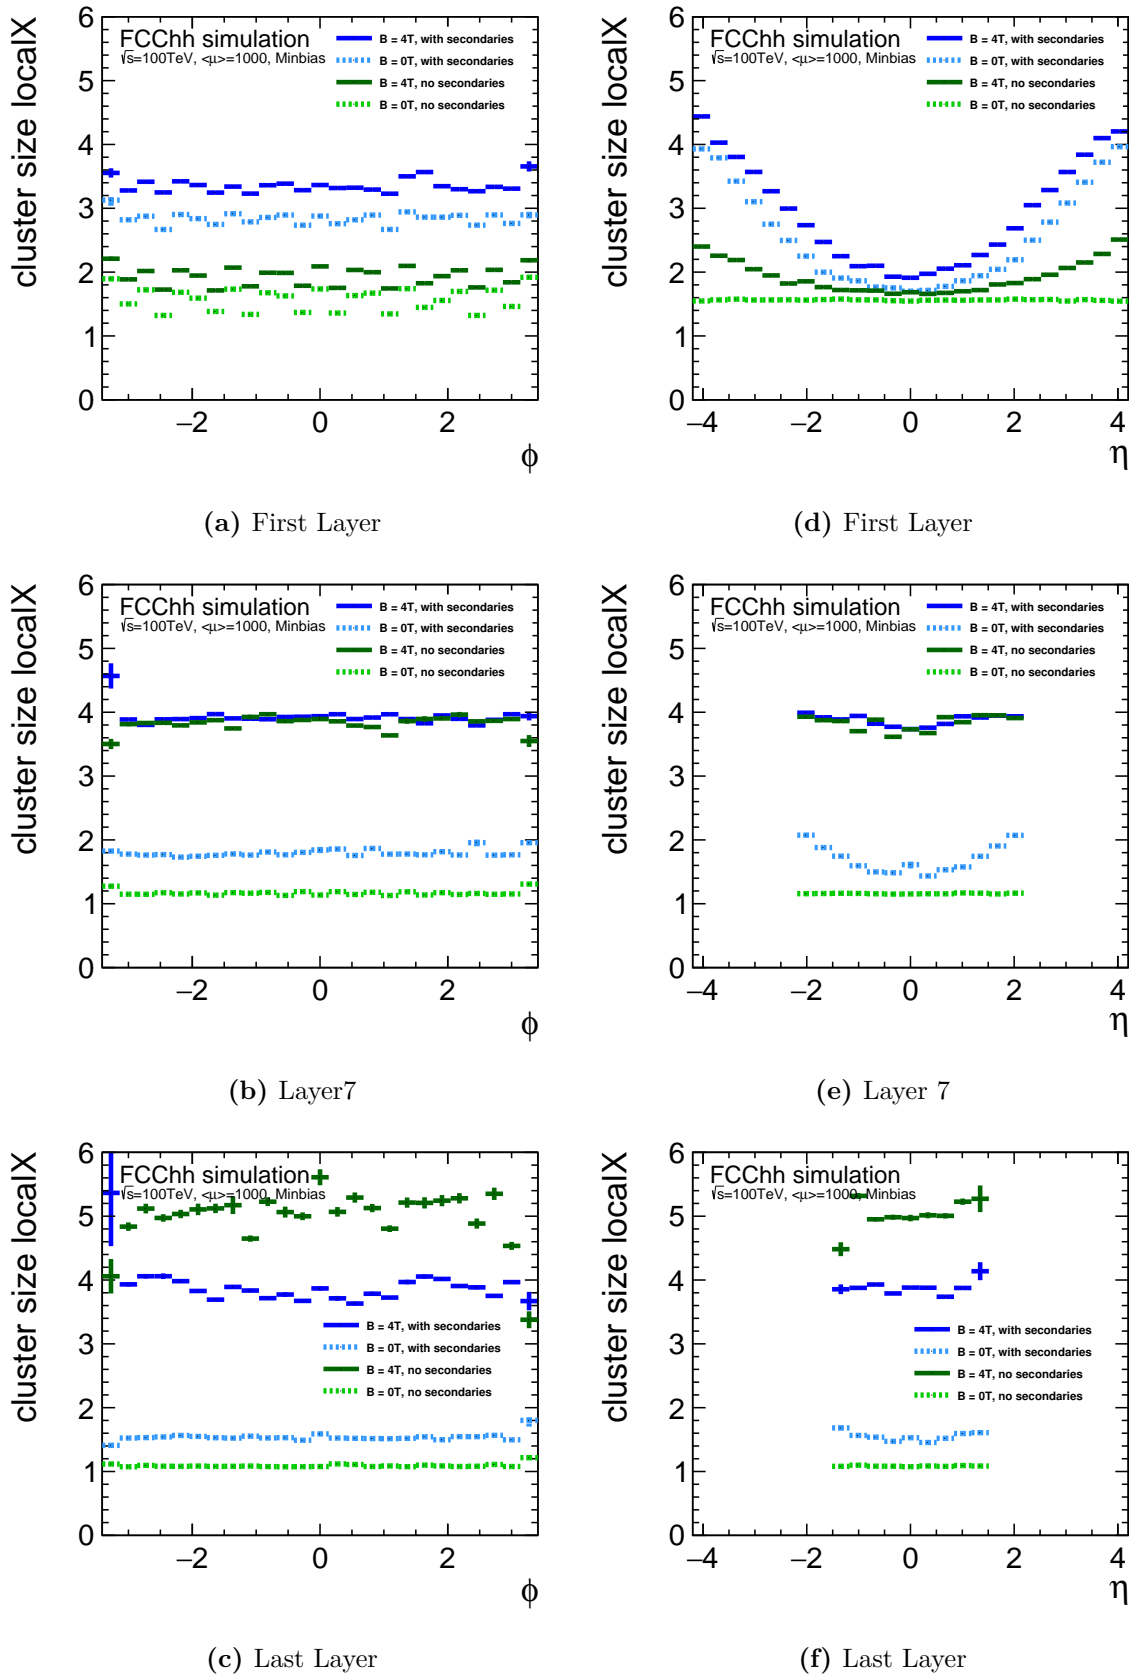 cluster size localX
6
5
4
3
2
1
0
FCChh simulation
√s=100TeV, <μ>=1000, Minbias
B = 4T, with secondaries
B = 0T, with secondaries
B = 4T, no secondaries
B = 0T, no secondaries
−2 0 2
ϕ
(a) First Layer
cluster size localX
6
5
4
3
2
1
0
FCChh simulation
√s=100TeV, <μ>=1000, Minbias
B = 4T, with secondaries
B = 0T, with secondaries
B = 4T, no secondaries
B = 0T, no secondaries
−4 −2 0 2 4
η
(d) First Layer
cluster size localX
6
5
4
3
2
1
0
FCChh simulation
√s=100TeV, <μ>=1000, Minbias
B = 4T, with secondaries
B = 0T, with secondaries
B = 4T, no secondaries
B = 0T, no secondaries
−2 0 2
ϕ
(b) Layer7
cluster size localX
6
5
4
3
2
1
0
FCChh simulation
√s=100TeV, <μ>=1000, Minbias
B = 4T, with secondaries
B = 0T, with secondaries
B = 4T, no secondaries
B = 0T, no secondaries
−4 −2 0 2 4
η
(e) Layer 7
cluster size localX
6
5
4
3
2
1
0
FCChh simulation
√s=100TeV, <μ>=1000, Minbias
B = 4T, with secondaries
B = 0T, with secondaries
B = 4T, no secondaries
B = 0T, no secondaries
−2 0 2
ϕ
(c) Last Layer
cluster size localX
6
5
4
3
2
1
0
FCChh simulation
√s=100TeV, <μ>=1000, Minbias
B = 4T, with secondaries
B = 0T, with secondaries
B = 4T, no secondaries
B = 0T, no secondaries
−4 −2 0 2 4
η
(f) Last Layer